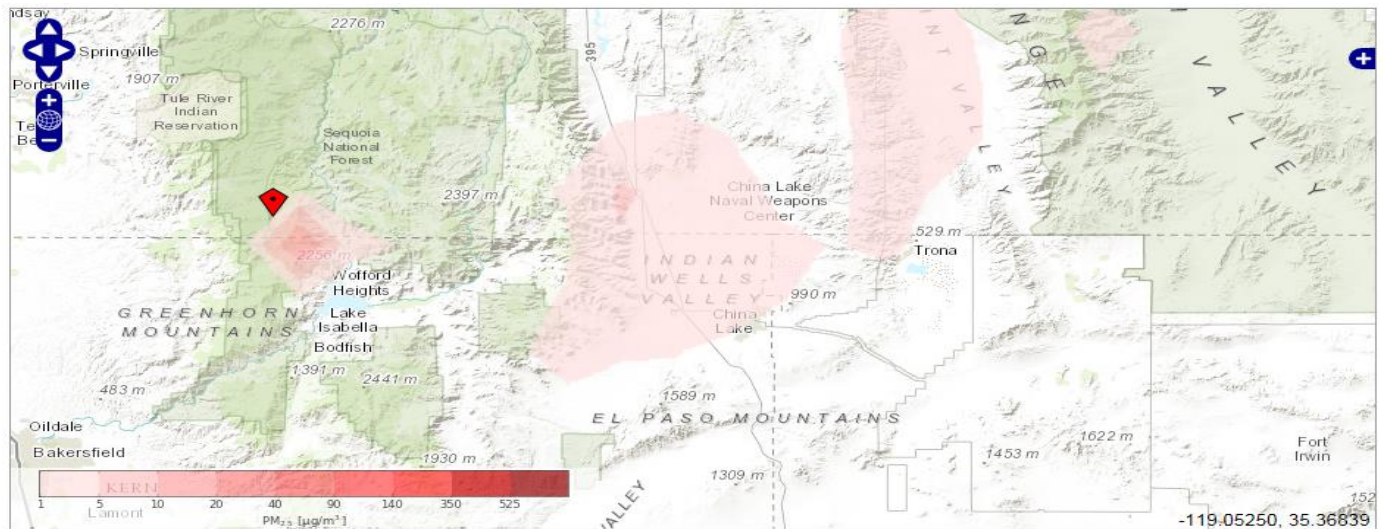 ndsay
2276 m
Springville
1907 m
Porterville
Tule River
Indian
Reservation
Sequoia
National
Forest
2397 m
395
China Lake
Naval Weapons
Center
VALLEY
VALLEY
529 m
Trona
2256 m
Wofford
Heights
INDIAN
WELLS
VALLEY
990 m
China
Lake
GREENHORN
MOUNTAINS
Lake
Isabella
Bodfish
1391 m
2441 m
483 m
1589 m
EL PASO MOUNTAINS
Oildale
Bakersfield
1930 m
1309 m
1453 m
1622 m
Fort
Irwin
KERN
Lamont
VALLEY
1 5 10 20 40 90 140 350 525
PM2.5 [µg/m³]
-119.05250, 35.36839